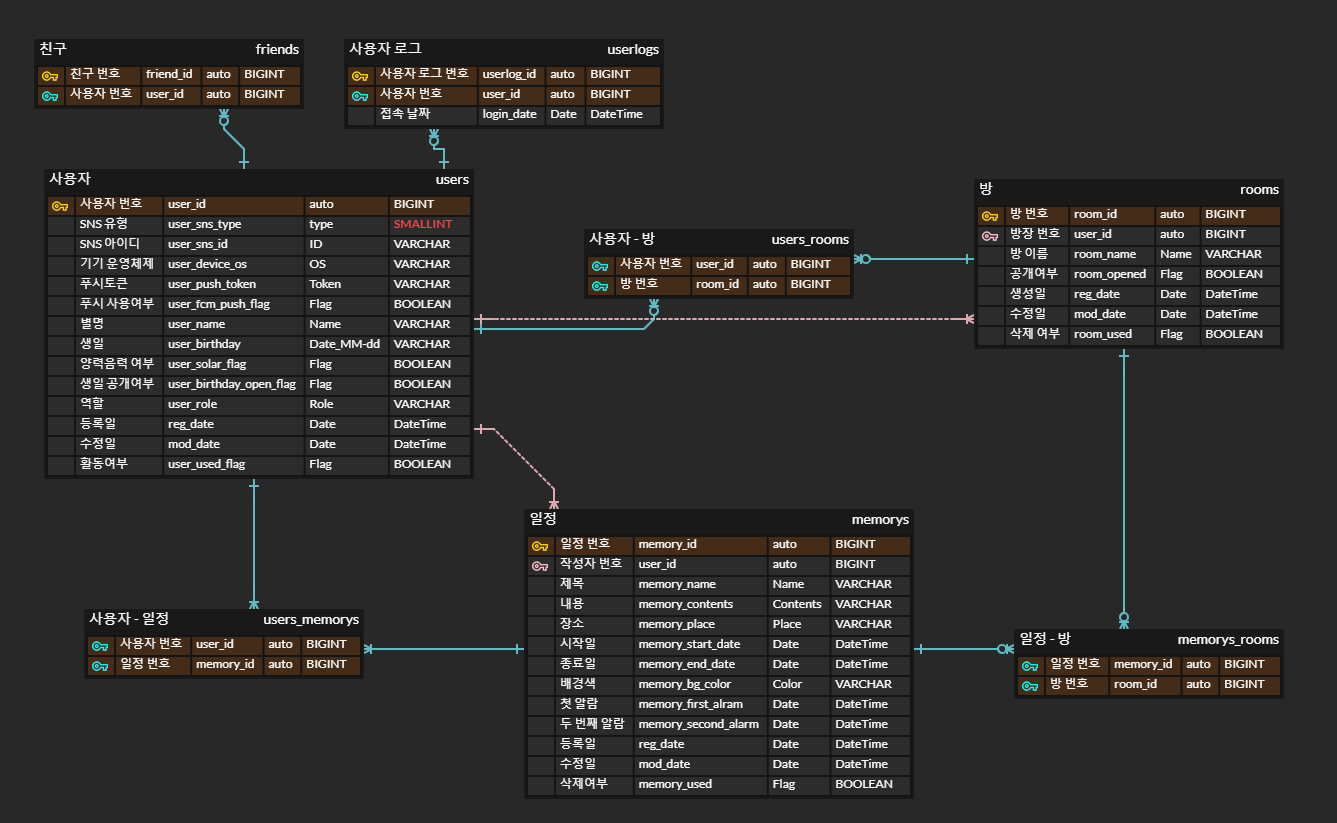 친구 friends
친구 번호 friend_id auto BIGINT
사용자 번호 user_id auto BIGINT
사용자 로그 userlogs
사용자 로그 번호 userlog_id auto BIGINT
사용자 번호 user_id auto BIGINT
접속 날짜 login_date Date DateTime
사용자 users
사용자 번호 user_id auto BIGINT
SNS 유형 user_sns_type type SMALLINT
SNS 아이디 user_sns_id ID VARCHAR
기기 운영체제 user_device_os OS VARCHAR
푸시토큰 user_push_token Token VARCHAR
푸시 사용여부 user_fcm_push_flag Flag BOOLEAN
별명 user_name Name VARCHAR
생일 user_birthday Date_MM-dd VARCHAR
양력음력 여부 user_solar_flag Flag BOOLEAN
생일 공개여부 user_birthday_open_flag Flag BOOLEAN
역할 user_role Role VARCHAR
등록일 reg_date Date DateTime
수정일 mod_date Date DateTime
활동여부 user_used_flag Flag BOOLEAN
사용자 - 방 users_rooms
사용자 번호 user_id auto BIGINT
방 번호 room_id auto BIGINT
방 rooms
방 번호 room_id auto BIGINT
방장 번호 user_id auto BIGINT
방 이름 room_name Name VARCHAR
공개여부 room_opened Flag BOOLEAN
생성일 reg_date Date DateTime
수정일 mod_date Date DateTime
삭제 여부 room_used Flag BOOLEAN
사용자 - 일정 users_memorys
사용자 번호 user_id auto BIGINT
일정 번호 memory_id auto BIGINT
일정 memorys
일정 번호 memory_id auto BIGINT
작성자 번호 user_id auto BIGINT
제목 memory_name Name VARCHAR
내용 memory_contents Contents VARCHAR
장소 memory_place Place VARCHAR
시작일 memory_start_date Date DateTime
종료일 memory_end_date Date DateTime
배경색 memory_bg_color Color VARCHAR
첫 알람 memory_first_alram Date DateTime
두 번째 알람 memory_second_alarm Date DateTime
등록일 reg_date Date DateTime
수정일 mod_date Date DateTime
삭제여부 memory_used Flag BOOLEAN
일정 - 방 memorys_rooms
일정 번호 memory_id auto BIGINT
방 번호 room_id auto BIGINT